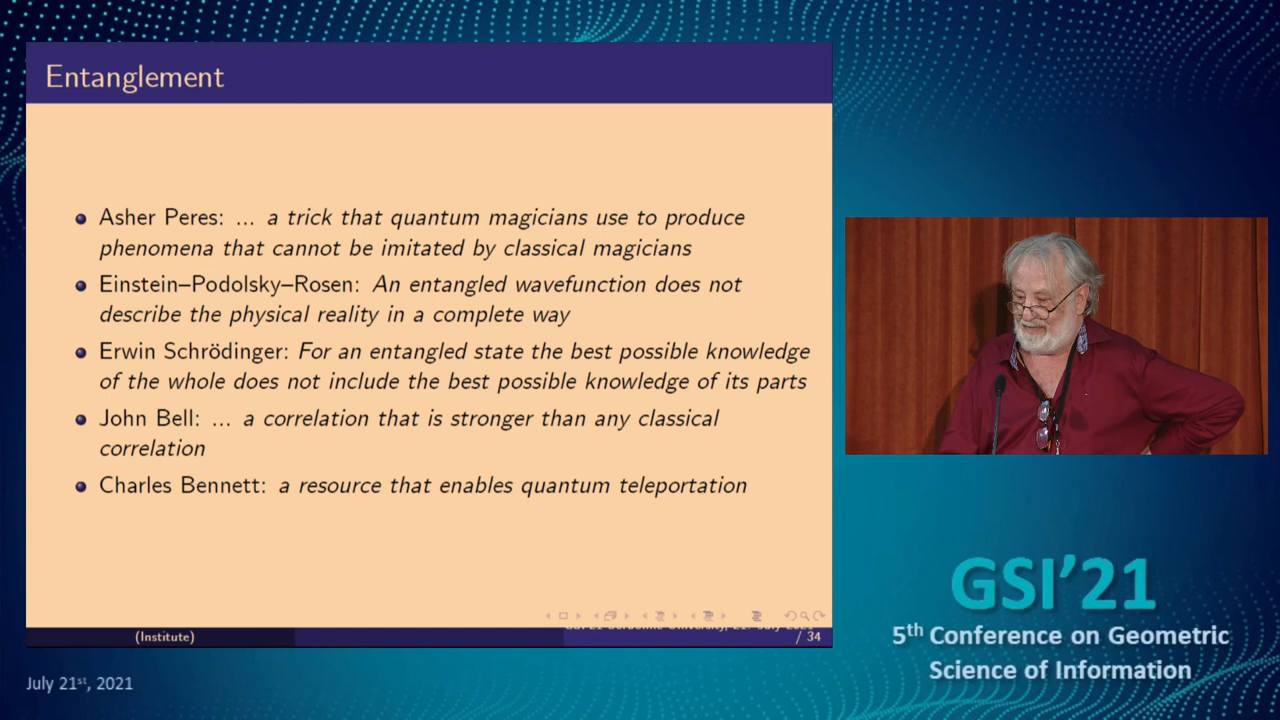 Entanglement
Asher Peres: ... a trick that quantum magicians use to produce
phenomena that cannot be imitated by classical magicians
Einstein–Podolsky–Rosen: An entangled wavefunction does not
describe the physical reality in a complete way
Erwin Schrödinger: For an entangled state the best possible knowledge
of the whole does not include the best possible knowledge of its parts
John Bell: ... a correlation that is stronger than any classical
correlation
Charles Bennett: a resource that enables quantum teleportation
(Institute)
/ 34
July 21st, 2021
GSI'21
5th Conference on Geometric
Science of Information